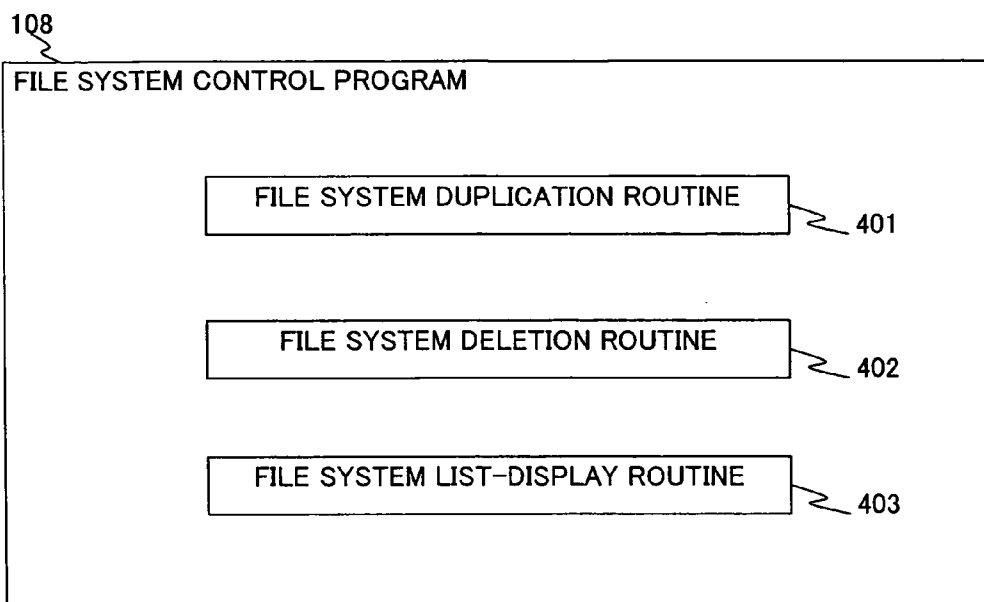 108
FILE SYSTEM CONTROL PROGRAM
FILE SYSTEM DUPLICATION ROUTINE
401
FILE SYSTEM DELETION ROUTINE
402
FILE SYSTEM LIST-DISPLAY ROUTINE
403